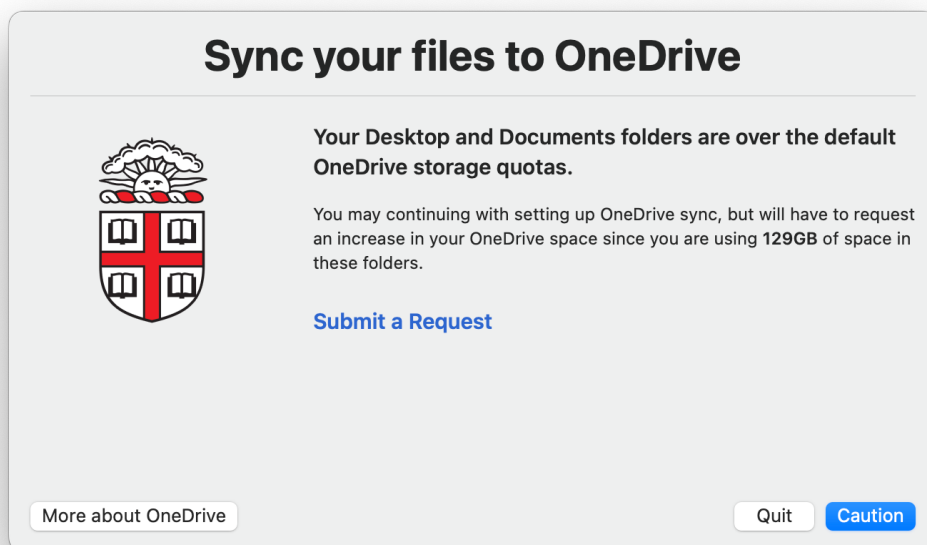 Sync your files to OneDrive
Your Desktop and Documents folders are over the default
OneDrive storage quotas.
You may continuing with setting up OneDrive sync, but will have to request
an increase in your OneDrive space since you are using 129GB of space in
these folders.
Submit a Request
More about OneDrive
Quit
Caution